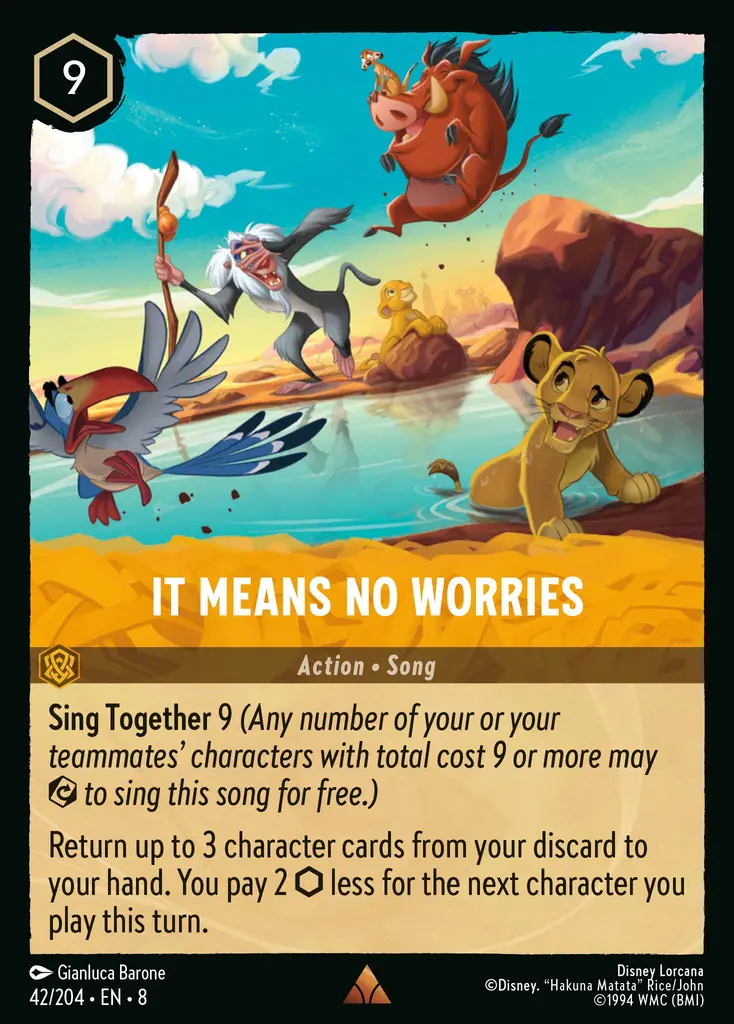 9
IT MEANS NO WORRIES
Action • Song
Sing Together 9 (Any number of your or your
teammates' characters with total cost 9 or more may
to sing this song for free.)
Return up to 3 character cards from your discard to
your hand. You pay 2 less for the next character you
play this turn.
Gianluca Barone
42/204 • EN • 8
Disney Lorcana
©Disney. "Hakuna Matata" Rice/John
©1994 WMC (BMI)